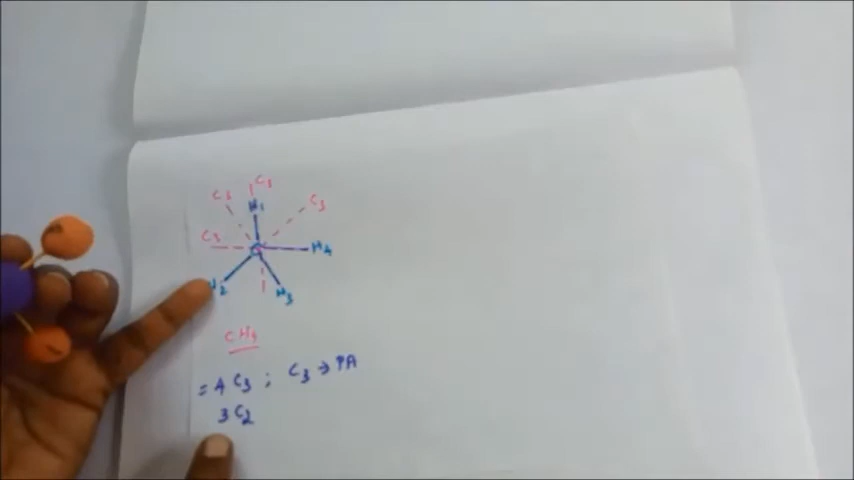 C3
C3
H1
C3
C3
C
H4
H2
H3
CH4
= 4 C3 ; C3 → PA
3 C2